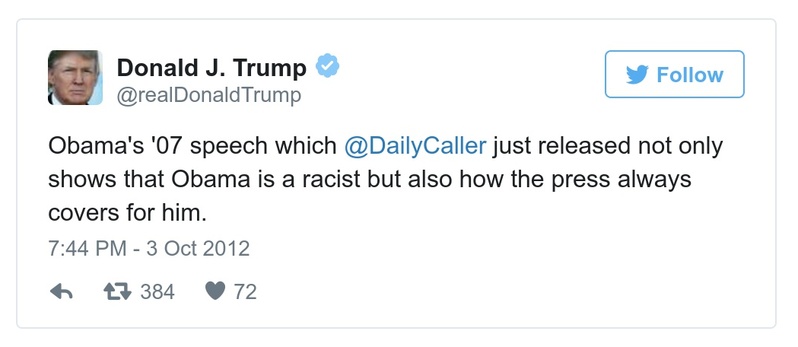 Donald J. Trump
Follow
@realDonaldTrump
Obama's '07 speech which @DailyCaller just released not only
shows that Obama is a racist but also how the press always
covers for him.
7:44 PM - 3 Oct 2012
384 72